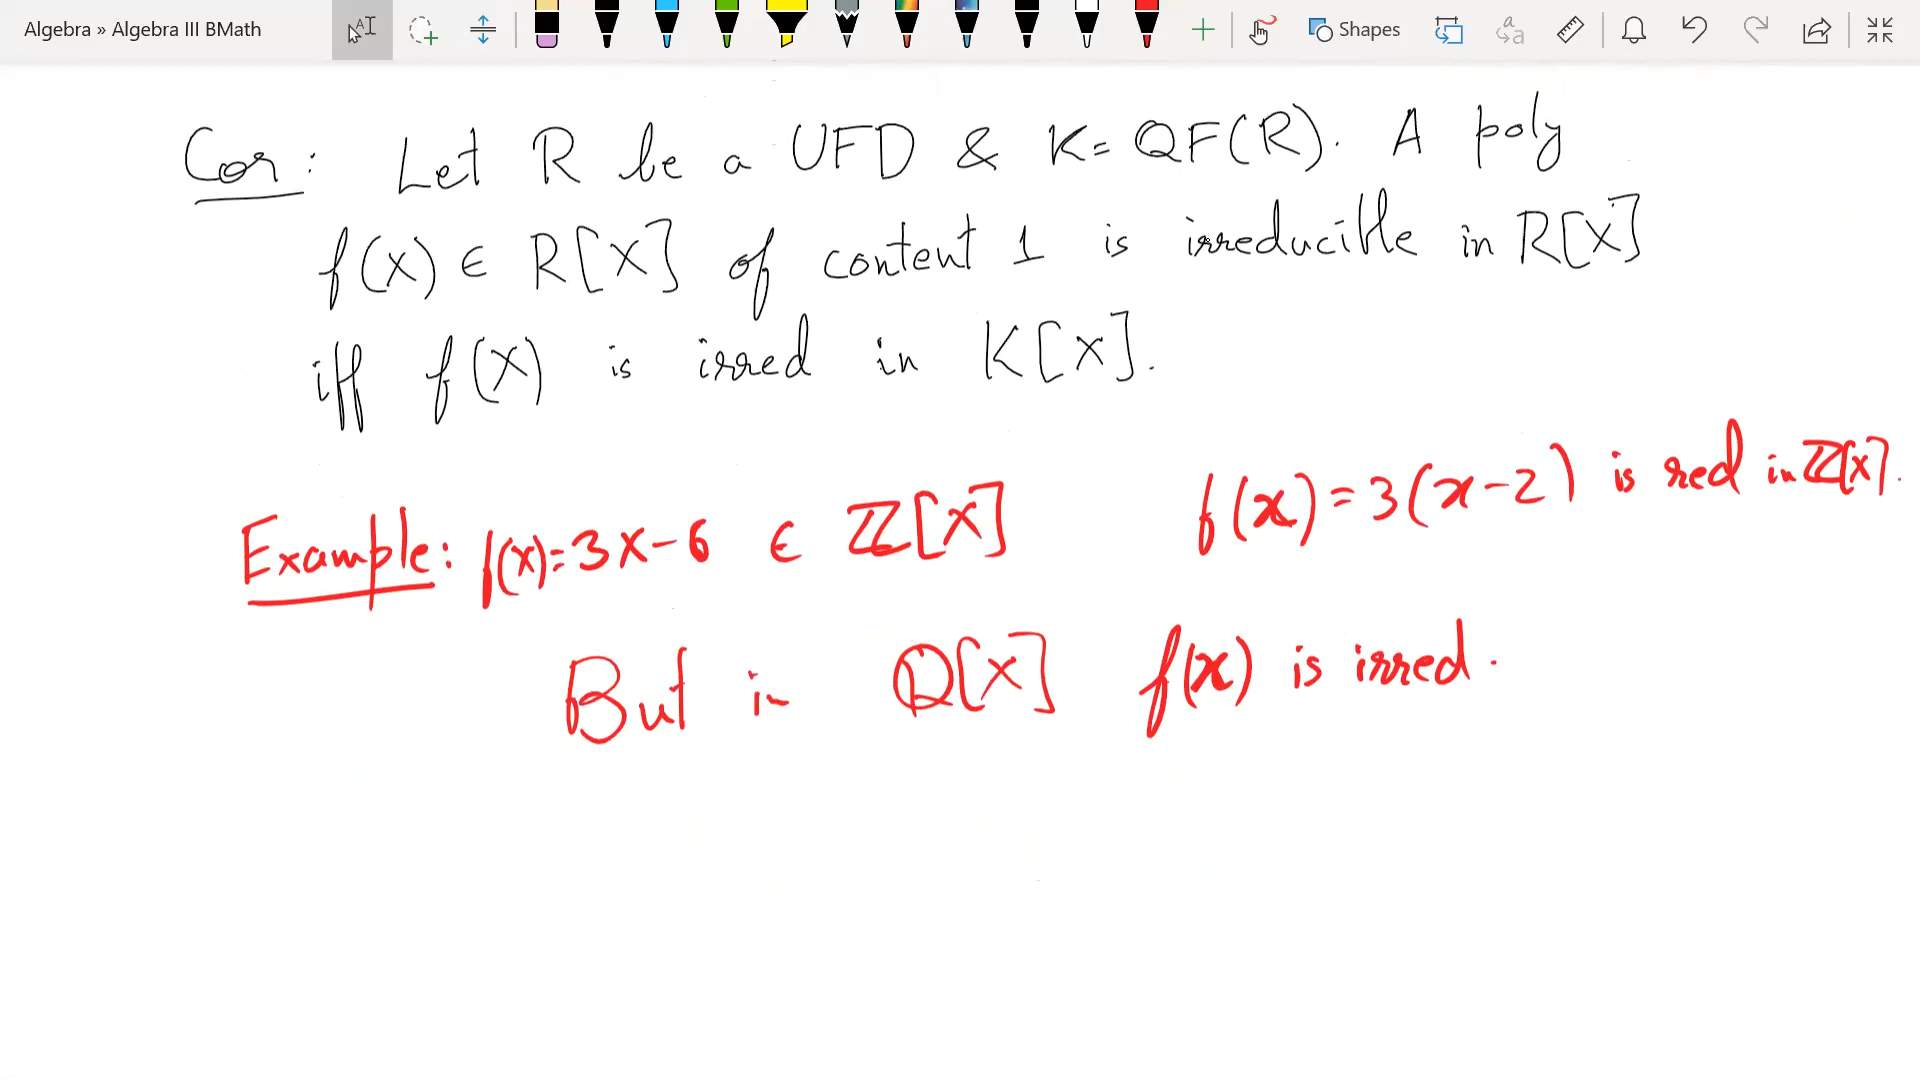 Algebra » Algebra III BMath
Shapes
Cor: Let R be a UFD & K = QF(R). A poly
f(X) ∈ R[X] of content 1 is irreducible in R[X]
iff f(X) is irred in K[X].
Example: f(X)=3X-6 ∈ ℤ[X] f(x)=3(x-2) is red in ℤ[X].
But in ℚ[X] f(x) is irred.